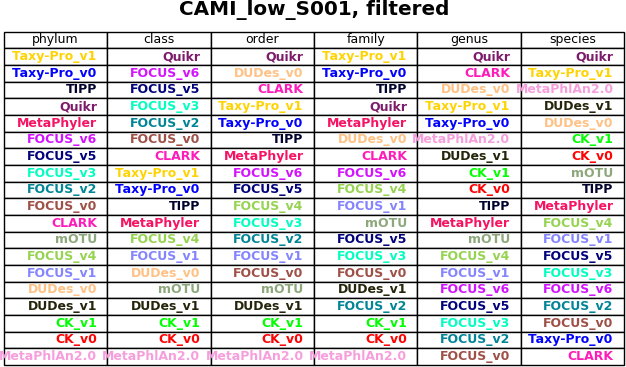 CAMI_low_S001, filtered
phylum class order family genus species
Taxy-Pro_v1 Quikr Quikr Taxy-Pro_v1 Quikr Quikr
Taxy-Pro_v0 FOCUS_v6 DUDes_v0 Taxy-Pro_v0 CLARK Taxy-Pro_v1
TIPP FOCUS_v5 CLARK TIPP DUDes_v0 MetaPhlAn2.0
Quikr FOCUS_v3 Taxy-Pro_v1 Quikr Taxy-Pro_v1 DUDes_v1
MetaPhyler FOCUS_v2 Taxy-Pro_v0 MetaPhyler Taxy-Pro_v0 DUDes_v0
FOCUS_v6 FOCUS_v0 TIPP DUDes_v0 MetaPhlAn2.0 CK_v1
FOCUS_v5 CLARK MetaPhyler CLARK DUDes_v1 CK_v0
FOCUS_v3 Taxy-Pro_v1 FOCUS_v6 FOCUS_v6 CK_v1 mOTU
FOCUS_v2 Taxy-Pro_v0 FOCUS_v5 FOCUS_v4 CK_v0 TIPP
FOCUS_v0 TIPP FOCUS_v4 FOCUS_v1 TIPP MetaPhyler
CLARK MetaPhyler FOCUS_v3 mOTU MetaPhyler FOCUS_v4
mOTU FOCUS_v4 FOCUS_v2 FOCUS_v5 mOTU FOCUS_v1
FOCUS_v4 FOCUS_v1 FOCUS_v1 FOCUS_v3 FOCUS_v4 FOCUS_v5
FOCUS_v1 DUDes_v0 FOCUS_v0 FOCUS_v0 FOCUS_v1 FOCUS_v3
DUDes_v0 mOTU mOTU DUDes_v1 FOCUS_v6 FOCUS_v6
DUDes_v1 DUDes_v1 DUDes_v1 FOCUS_v2 FOCUS_v5 FOCUS_v2
CK_v1 CK_v1 CK_v1 CK_v1 FOCUS_v3 FOCUS_v0
CK_v0 CK_v0 CK_v0 CK_v0 FOCUS_v2 Taxy-Pro_v0
MetaPhlAn2.0 MetaPhlAn2.0 MetaPhlAn2.0 MetaPhlAn2.0 FOCUS_v0 CLARK